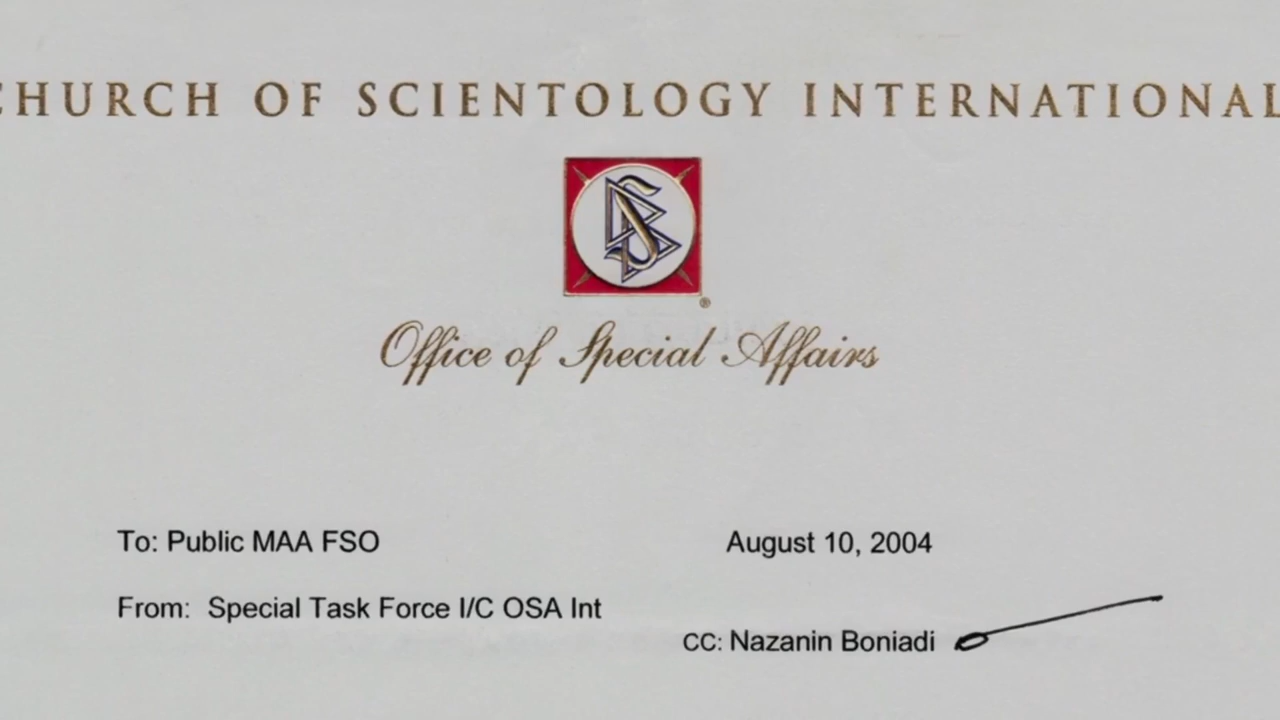 CHURCH OF SCIENTOLOGY INTERNATIONAL
®
Office of Special Affairs
To: Public MAA FSO
August 10, 2004
From: Special Task Force I/C OSA Int
CC: Nazanin Boniadi